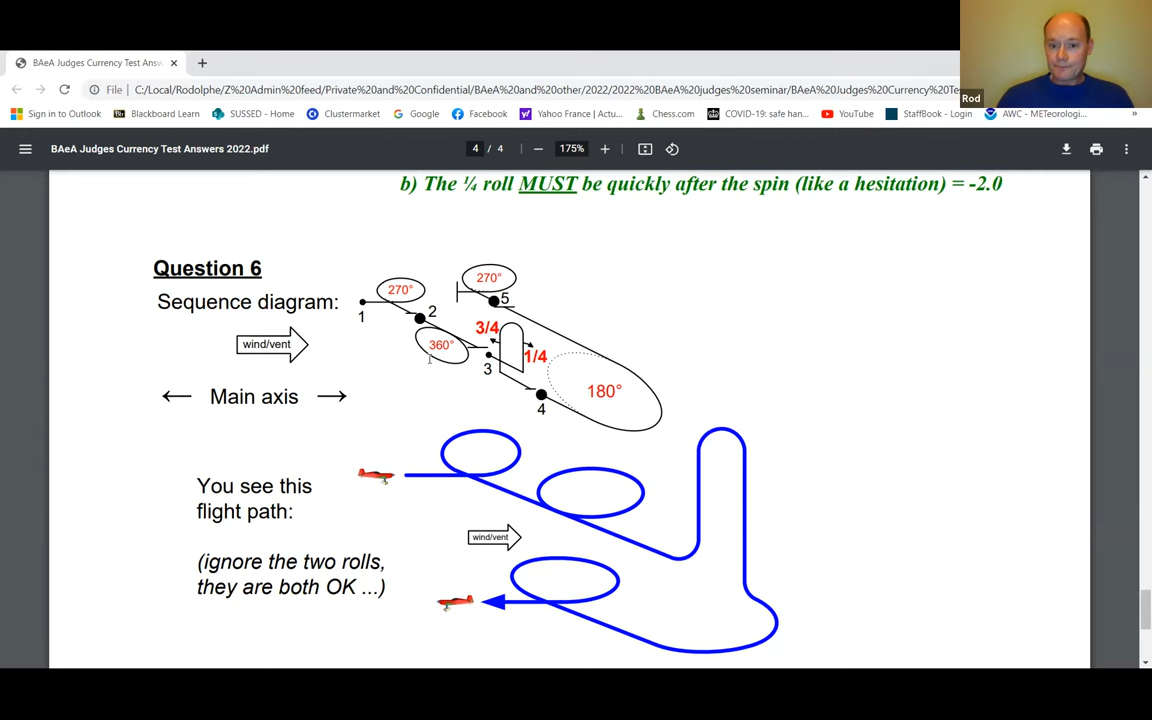 BAeA Judges Currency Test Answ
File
C:/Local/Rodolphe/Z%20Admin%20feed/Private%20and%20Confidential/BAeA%20and%20other/2022/2022%20BAeA%20judges%20seminar/BAeA%20Judges%20Currency%20Te
Sign in to Outlook
Blackboard Learn
SUSSED - Home
Clustermarket
Google
Facebook
Yahoo France | Actu...
Chess.com
COVID-19: safe han...
YouTube
StaffBook - Login
AWC - METeorologi...
Rod
BAeA Judges Currency Test Answers 2022.pdf
4 / 4
175%
b) The ¼ roll MUST be quickly after the spin (like a hesitation) = -2.0
Question 6
Sequence diagram:
wind/vent
Main axis
1
270°
2
360°
270°
5
3/4
1/4
3
4
180°
You see this
flight path:
wind/vent
(ignore the two rolls,
they are both OK ...)